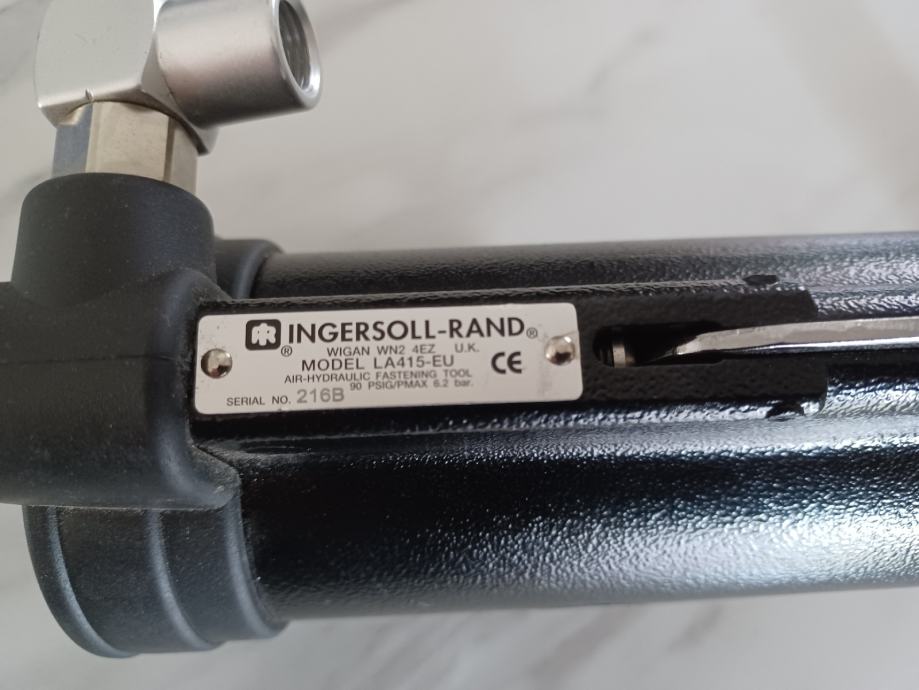 IR INGERSOLL-RAND®
® WIGAN WN2 4EZ U.K.
MODEL LA415-EU CE
AIR-HYDRAULIC FASTENING TOOL
90 PSIG/PMAX 6.2 bar.
SERIAL NO. 216B